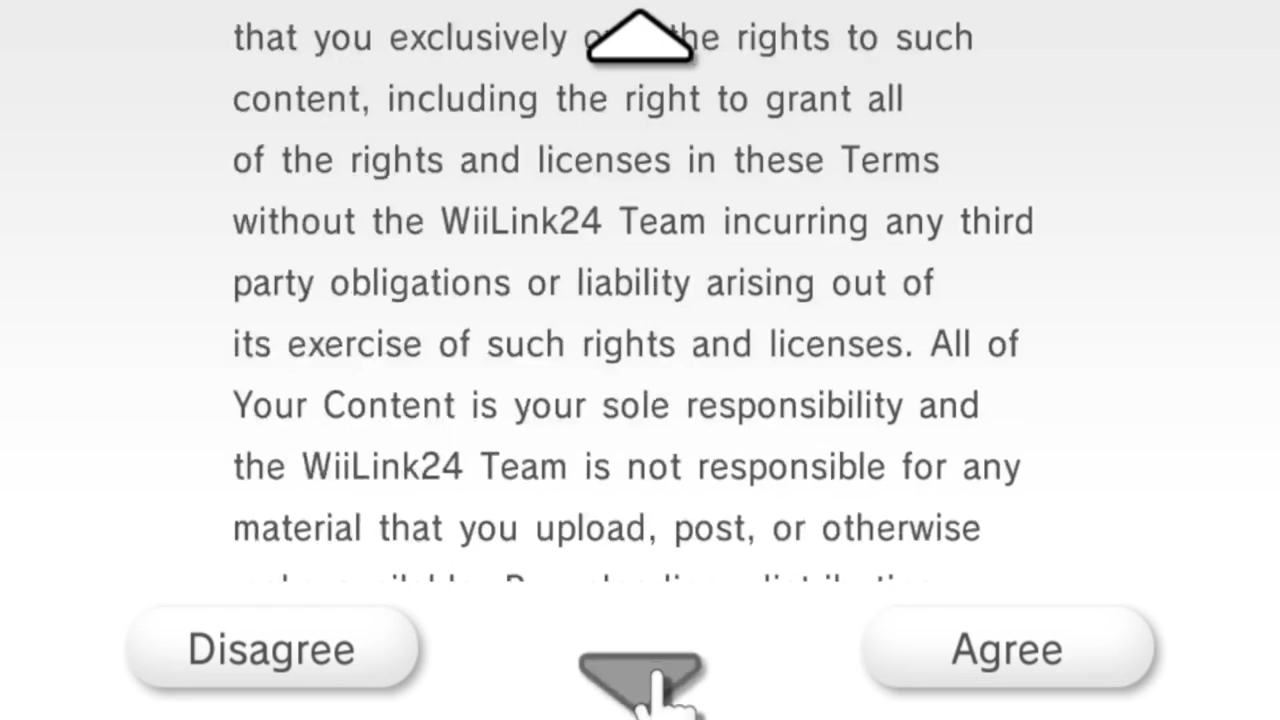 that you exclusively the rights to such
content, including the right to grant all
of the rights and licenses in these Terms
without the WiiLink24 Team incurring any third
party obligations or liability arising out of
its exercise of such rights and licenses. All of
Your Content is your sole responsibility and
the WiiLink24 Team is not responsible for any
material that you upload, post, or otherwise
Disagree
Agree